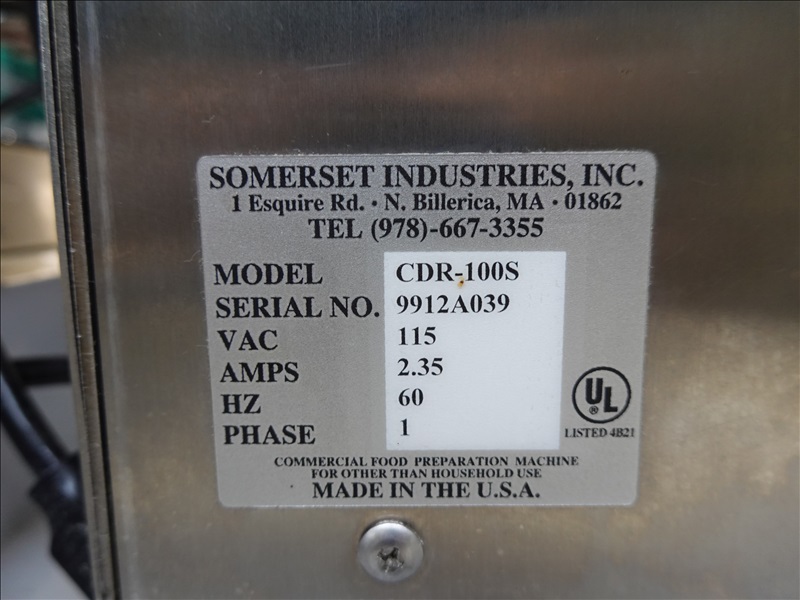 SOMERSET INDUSTRIES, INC.
1 Esquire Rd. • N. Billerica, MA • 01862
TEL (978)-667-3355
MODEL CDR-100S
SERIAL NO. 9912A039
VAC 115
AMPS 2.35
HZ 60
PHASE 1
UL ®
LISTED 4B21
COMMERCIAL FOOD PREPARATION MACHINE
FOR OTHER THAN HOUSEHOLD USE
MADE IN THE U.S.A.